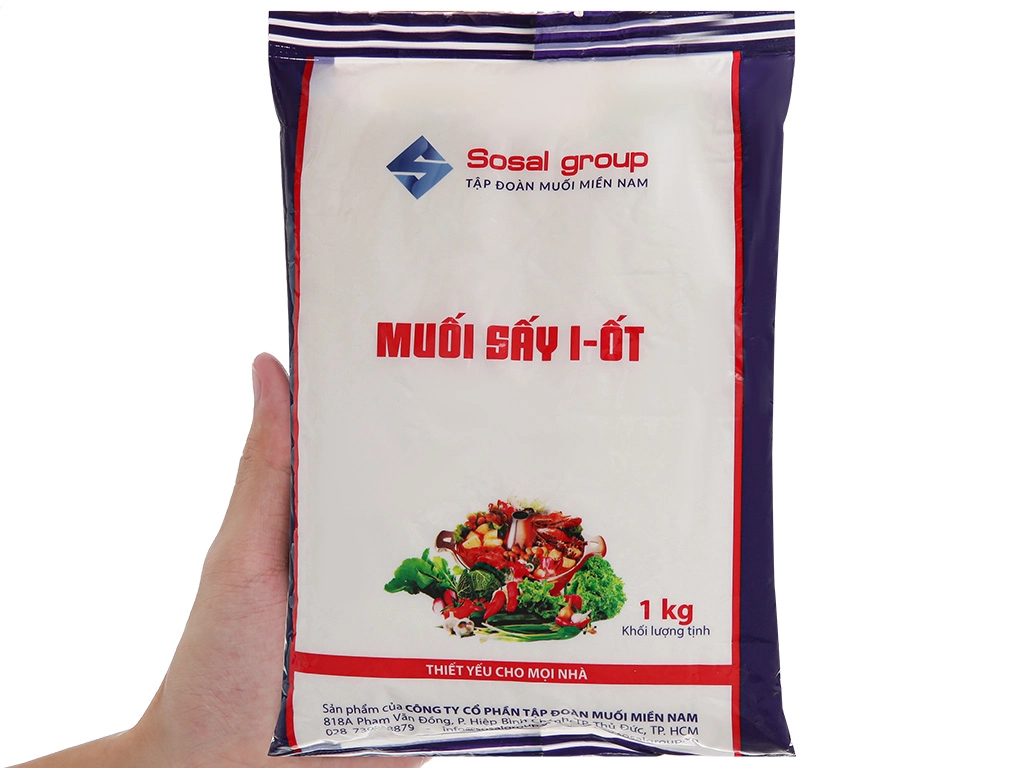 Sosal group
TẬP ĐOÀN MUỐI MIỀN NAM
MUỐI SẤY I-ỐT
1 kg
Khối lượng tịnh
THIẾT YẾU CHO MỌI NHÀ
Sản phẩm của CÔNG TY CỔ PHẦN TẬP ĐOÀN MUỐI MIỀN NAM
818A Phạm Văn Đồng, P. Hiệp Bình TP. Thủ Đức, TP. HCM
028